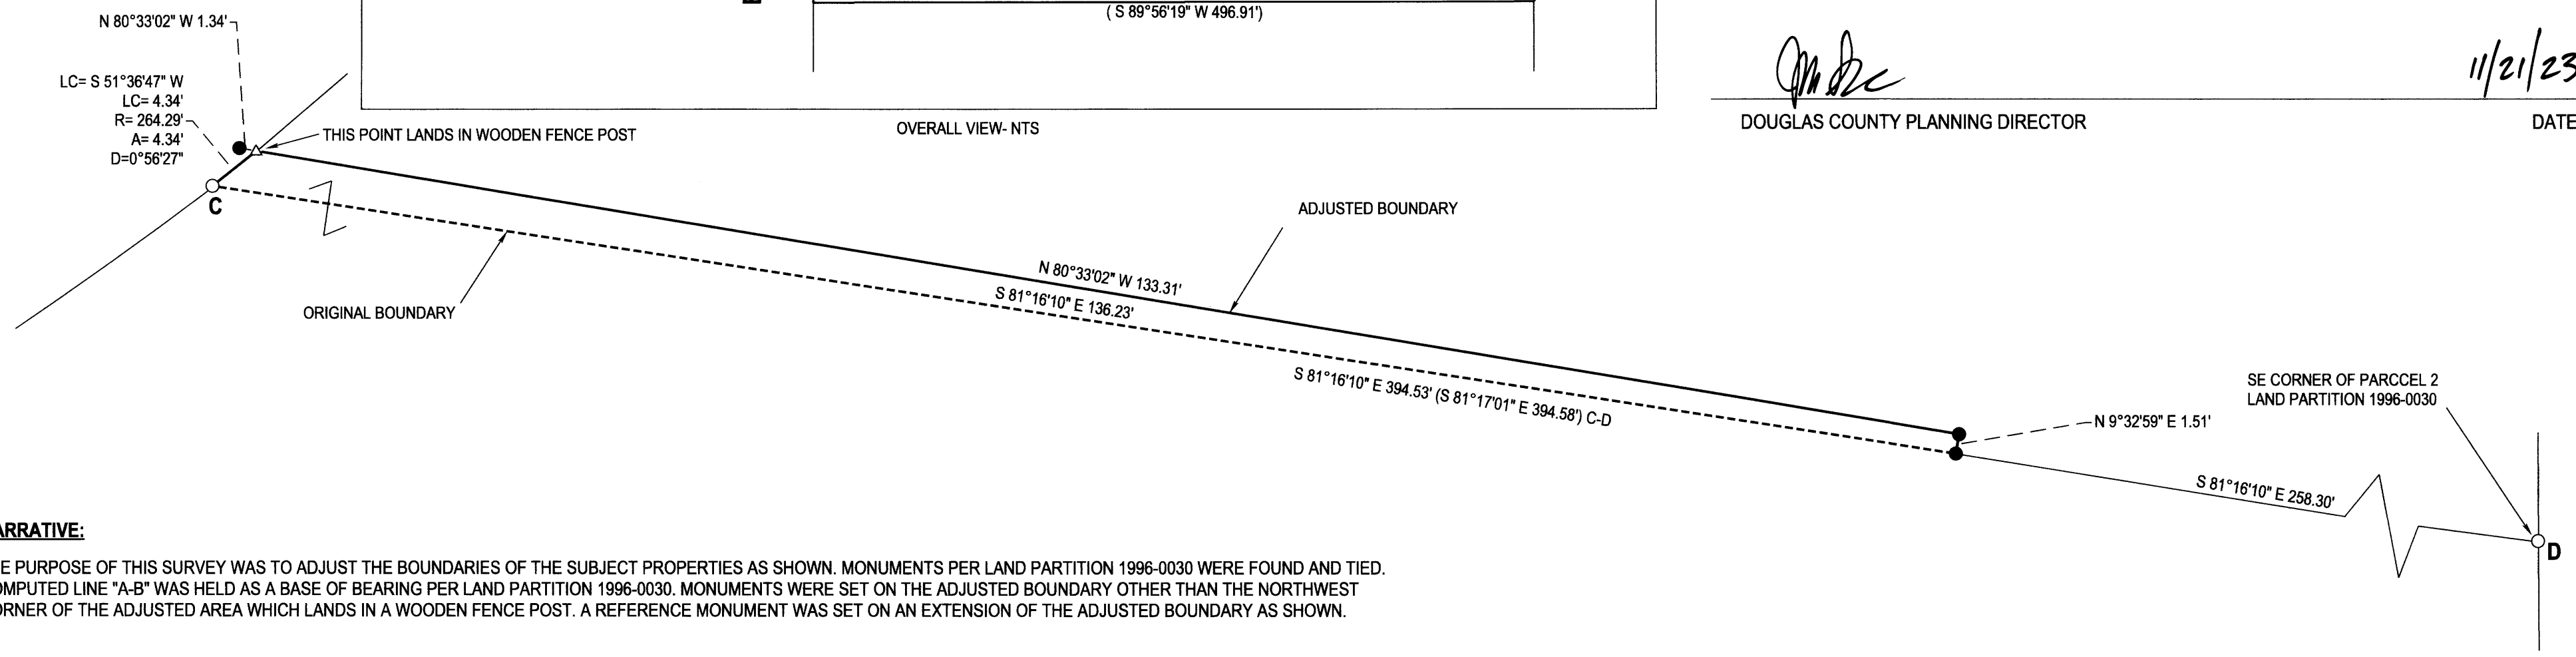 N 80°33'02" W 1.34'
( S 89°56'19" W 496.91')
LC= S 51°36'47" W
LC= 4.34'
R= 264.29'
A= 4.34'
D=0°56'27"
THIS POINT LANDS IN WOODEN FENCE POST
OVERALL VIEW- NTS
11/21/23
DOUGLAS COUNTY PLANNING DIRECTOR
DATE
C
ADJUSTED BOUNDARY
ORIGINAL BOUNDARY
N 80°33'02" W 133.31'
S 81°16'10" E 136.23'
S 81°16'10" E 394.53' (S 81°17'01" E 394.58') C-D
SE CORNER OF PARCCEL 2
LAND PARTITION 1996-0030
N 9°32'59" E 1.51'
S 81°16'10" E 258.30'
D
ARRATIVE:
E PURPOSE OF THIS SURVEY WAS TO ADJUST THE BOUNDARIES OF THE SUBJECT PROPERTIES AS SHOWN. MONUMENTS PER LAND PARTITION 1996-0030 WERE FOUND AND TIED.
OMPUTED LINE "A-B" WAS HELD AS A BASE OF BEARING PER LAND PARTITION 1996-0030. MONUMENTS WERE SET ON THE ADJUSTED BOUNDARY OTHER THAN THE NORTHWEST
ORNER OF THE ADJUSTED AREA WHICH LANDS IN A WOODEN FENCE POST. A REFERENCE MONUMENT WAS SET ON AN EXTENSION OF THE ADJUSTED BOUNDARY AS SHOWN.